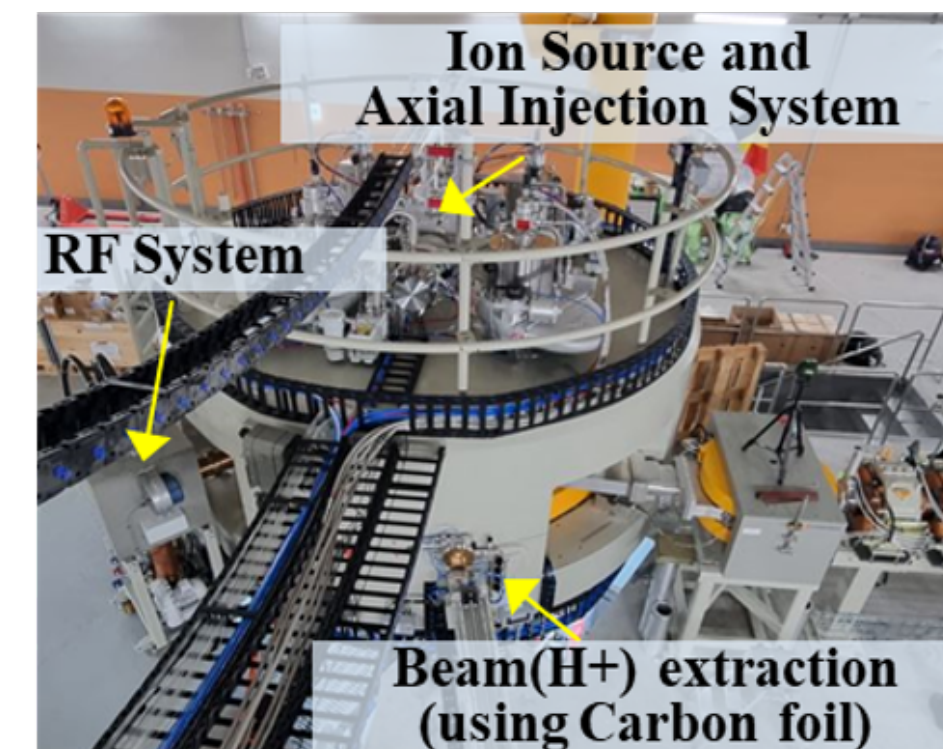 Ion Source and
Axial Injection System
RF System
Beam(H+) extraction
(using Carbon foil)